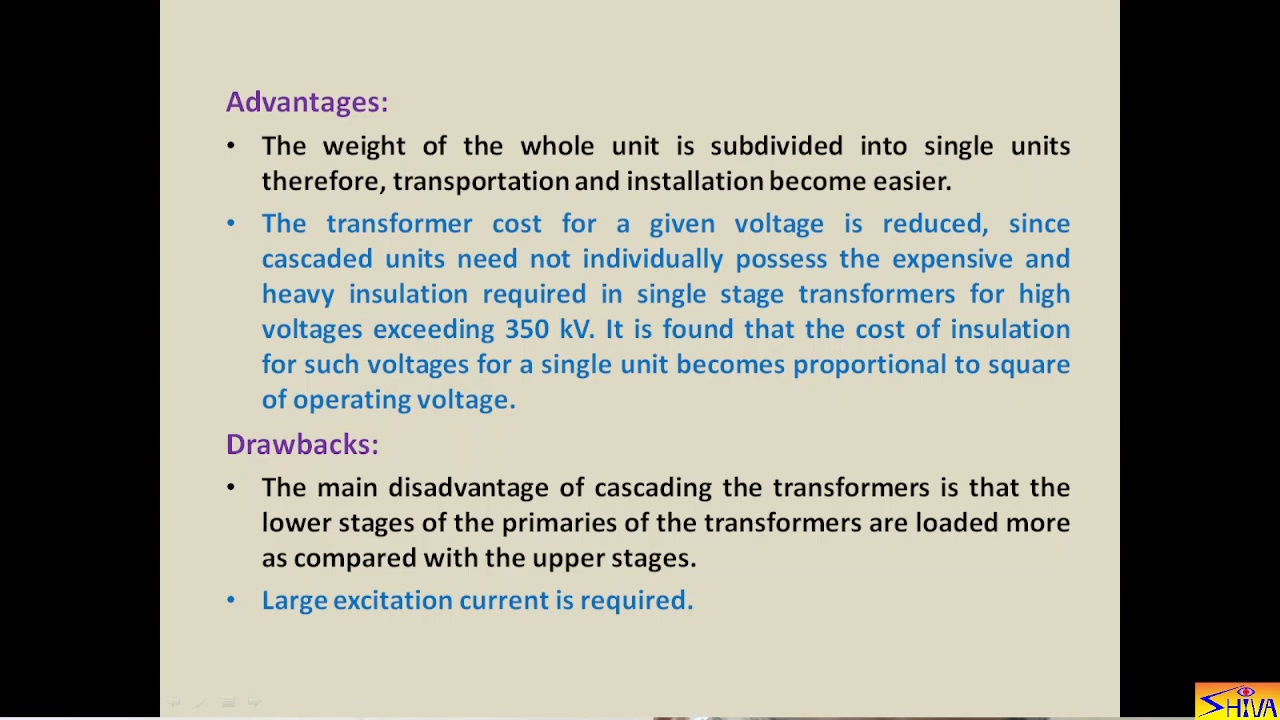 Advantages:
• The weight of the whole unit is subdivided into single units
therefore, transportation and installation become easier.
• The transformer cost for a given voltage is reduced, since
cascaded units need not individually possess the expensive and
heavy insulation required in single stage transformers for high
voltages exceeding 350 kV. It is found that the cost of insulation
for such voltages for a single unit becomes proportional to square
of operating voltage.
Drawbacks:
• The main disadvantage of cascading the transformers is that the
lower stages of the primaries of the transformers are loaded more
as compared with the upper stages.
• Large excitation current is required.
SHIVA